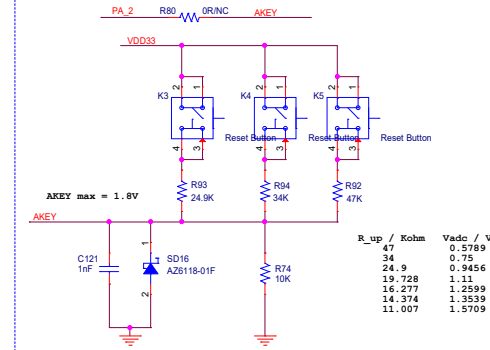 PA_2 R80 0R/NC AKEY
VDD33
2 1 2 1 2 1
K3 K4 K5
Reset Button Reset Button Reset Button
4 3 4 3 4 3
R93 R94 R92
24.9K 34K 47K
AKEY max = 1.8V
AKEY
1
C121 SD16 R74
1nF AZ6118-01F 10K
2
R_up / Kohm Vadc / V
47 0.5789
34 0.75
24.9 0.9456
19.728 1.11
16.277 1.2599
14.374 1.3539
11.007 1.5709